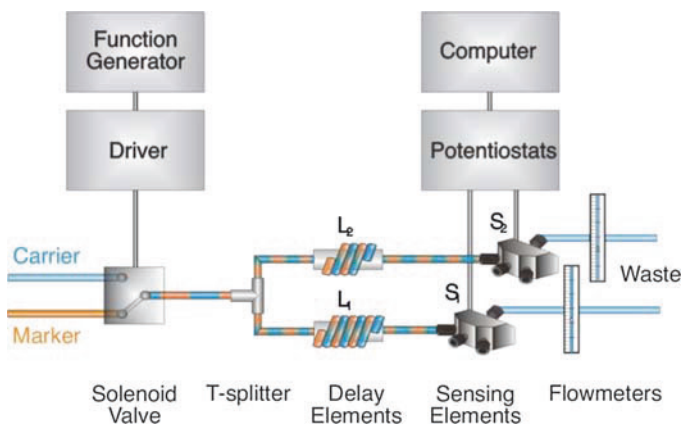 Function
Generator
Computer
Driver
Potentiostats
L2
S2
Carrier
Waste
L1
S1
Marker
Solenoid
Valve
T-splitter
Delay
Elements
Sensing
Elements
Flowmeters